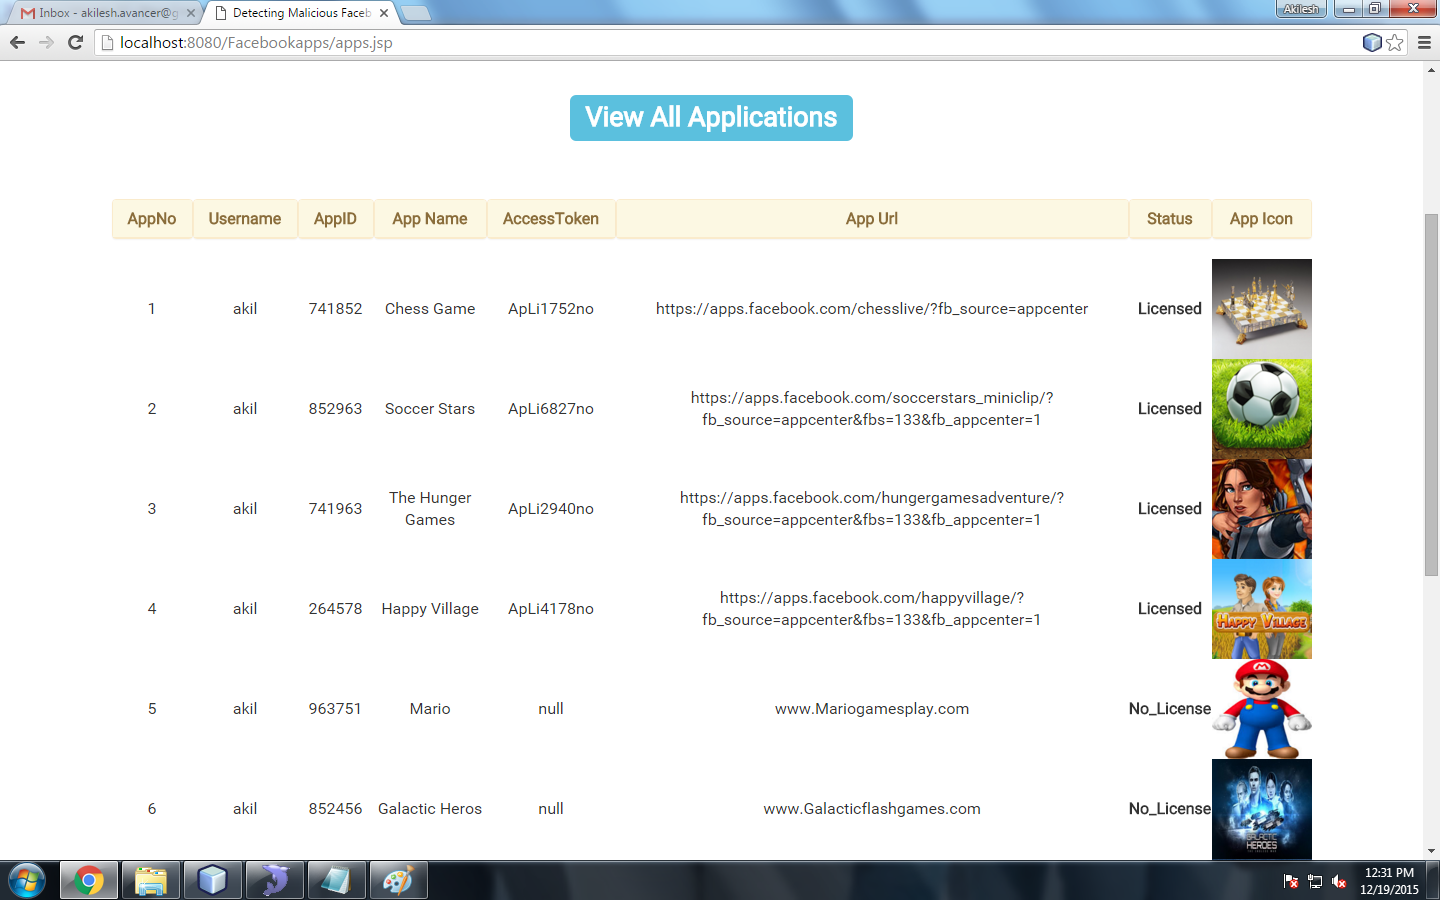 Inbox - akilesh.avancer@g
Detecting Malicious Faceb
Akilesh
localhost:8080/Facebookapps/apps.jsp
View All Applications
AppNo Username AppID App Name AccessToken App Url Status App Icon
1 akil 741852 Chess Game ApLi1752no https://apps.facebook.com/chesslive/?fb_source=appcenter Licensed
2 akil 852963 Soccer Stars ApLi6827no https://apps.facebook.com/soccerstars_miniclip/?
fb_source=appcenter&fbs=133&fb_appcenter=1 Licensed
3 akil 741963 The Hunger
Games ApLi2940no https://apps.facebook.com/hungergamesadventure/?
fb_source=appcenter&fbs=133&fb_appcenter=1 Licensed
4 akil 264578 Happy Village ApLi4178no https://apps.facebook.com/happyvillage/?
fb_source=appcenter&fbs=133&fb_appcenter=1 Licensed
HAPPY VILLAGE
5 akil 963751 Mario null www.Mariogamesplay.com No_License
6 akil 852456 Galactic Heros null www.Galacticflashgames.com No_License
GALACTIC
HEROES
12:31 PM
12/19/2015